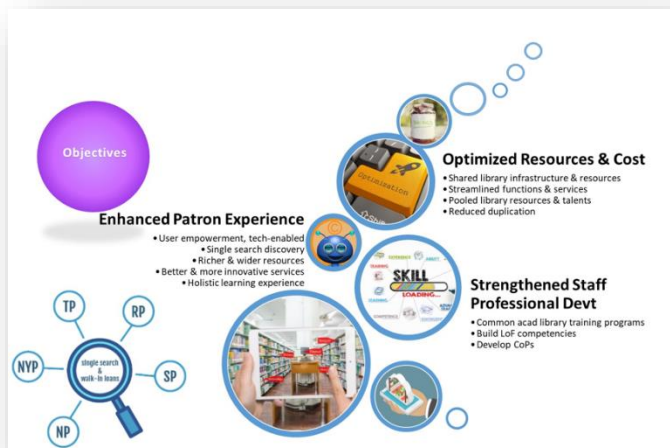 Objectives
Optimized Resources & Cost
• Shared library infrastructure & resources
• Streamlined functions & services
• Pooled library resources & talents
• Reduced duplication
Optimization
Enhanced Patron Experience
• User empowerment, tech-enabled
• Single search discovery
• Richer & wider resources
• Better & more innovative services
• Holistic learning experience
SKILL
LOADING...
Strengthened Staff
Professional Devt
• Common acad library training programs
• Build LoF competencies
• Develop CoPs
TP
RP
NYP
single search
&
walk-in loans
SP
NP